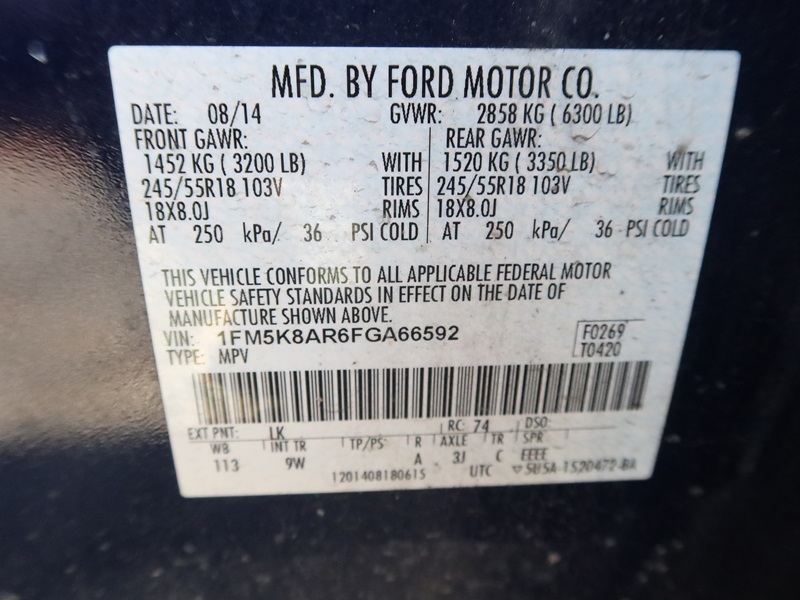 MFD. BY FORD MOTOR CO.
DATE: 08/14 GVWR: 2858 KG ( 6300 LB)
FRONT GAWR: REAR GAWR:
1452 KG ( 3200 LB) WITH 1520 KG ( 3350 LB) WITH
245/55R18 103V TIRES 245/55R18 103V TIRES
18X8.0J RIMS 18X8.0J RIMS
AT 250 kPa/ 36 PSI COLD AT 250 kPa/ 36 PSI COLD
THIS VEHICLE CONFORMS TO ALL APPLICABLE FEDERAL MOTOR
VEHICLE SAFETY STANDARDS IN EFFECT ON THE DATE OF
MANUFACTURE SHOWN ABOVE.
VIN: 1FM5K8AR6FGA66592 F0269
TYPE: MPV T0420
EXT PNT: LK RC: 74 DSO:
WB INT TR TP/PS R AXLE TR SPR
113 9W A 3J C EEEE
1201408180615 UTC ▽5USA-1520472-BA